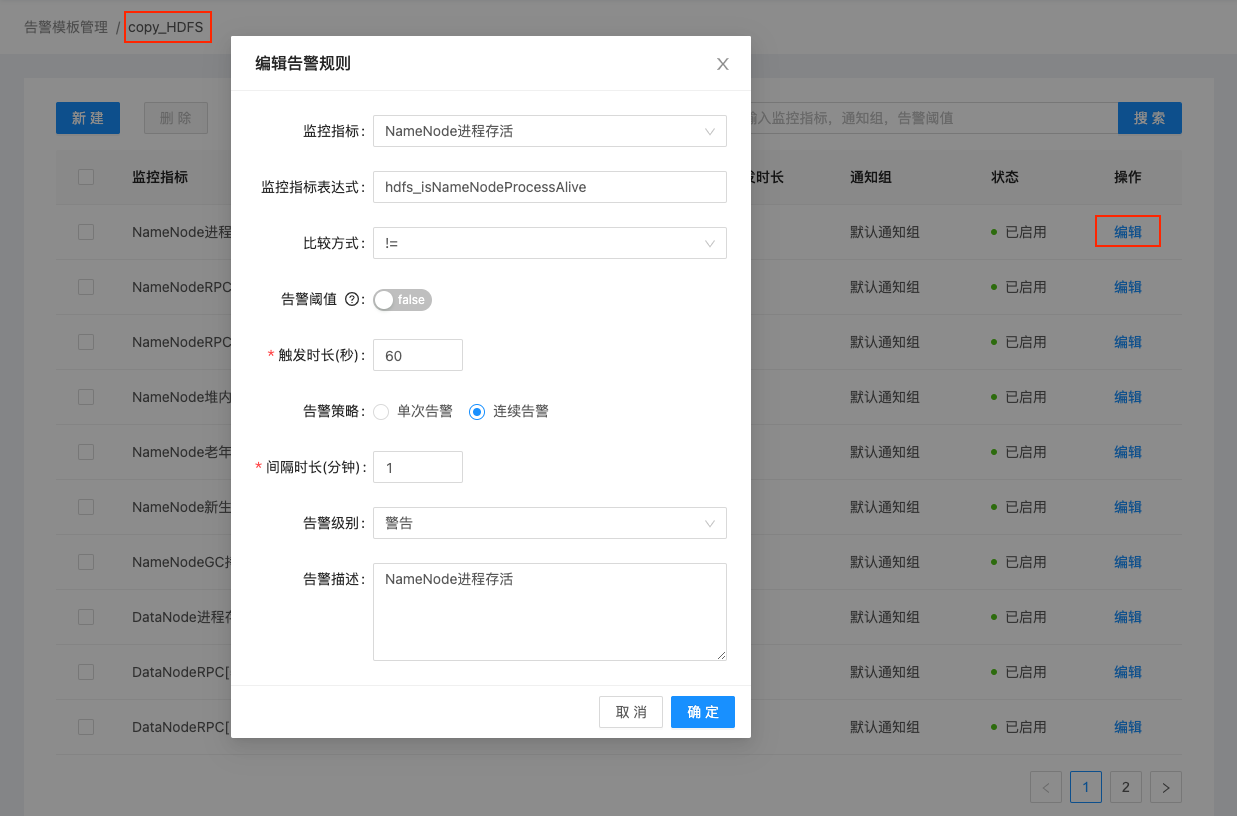 告警模板管理 / copy_HDFS
编辑告警规则
新 建
删 除
入监控指标，通知组，告警阈值
搜 索
监控指标
时长
通知组
状态
操作
监控指标:
NameNode进程存活
监控指标表达式:
hdfs_isNameNodeProcessAlive
比较方式:
!=
告警阈值 ? :
false
* 触发时长(秒):
60
告警策略:
单次告警
连续告警
* 间隔时长(分钟):
1
告警级别:
警告
告警描述:
NameNode进程存活
取 消
确 定
NameNode进程
默认通知组
已启用
编辑
NameNodeRPC
默认通知组
已启用
编辑
NameNodeRPC
默认通知组
已启用
编辑
NameNode堆内
默认通知组
已启用
编辑
NameNode老年
默认通知组
已启用
编辑
NameNode新生
默认通知组
已启用
编辑
NameNodeGC
默认通知组
已启用
编辑
DataNode进程
默认通知组
已启用
编辑
DataNodeRPC[
默认通知组
已启用
编辑
DataNodeRPC[
默认通知组
已启用
编辑
< 1 2 >